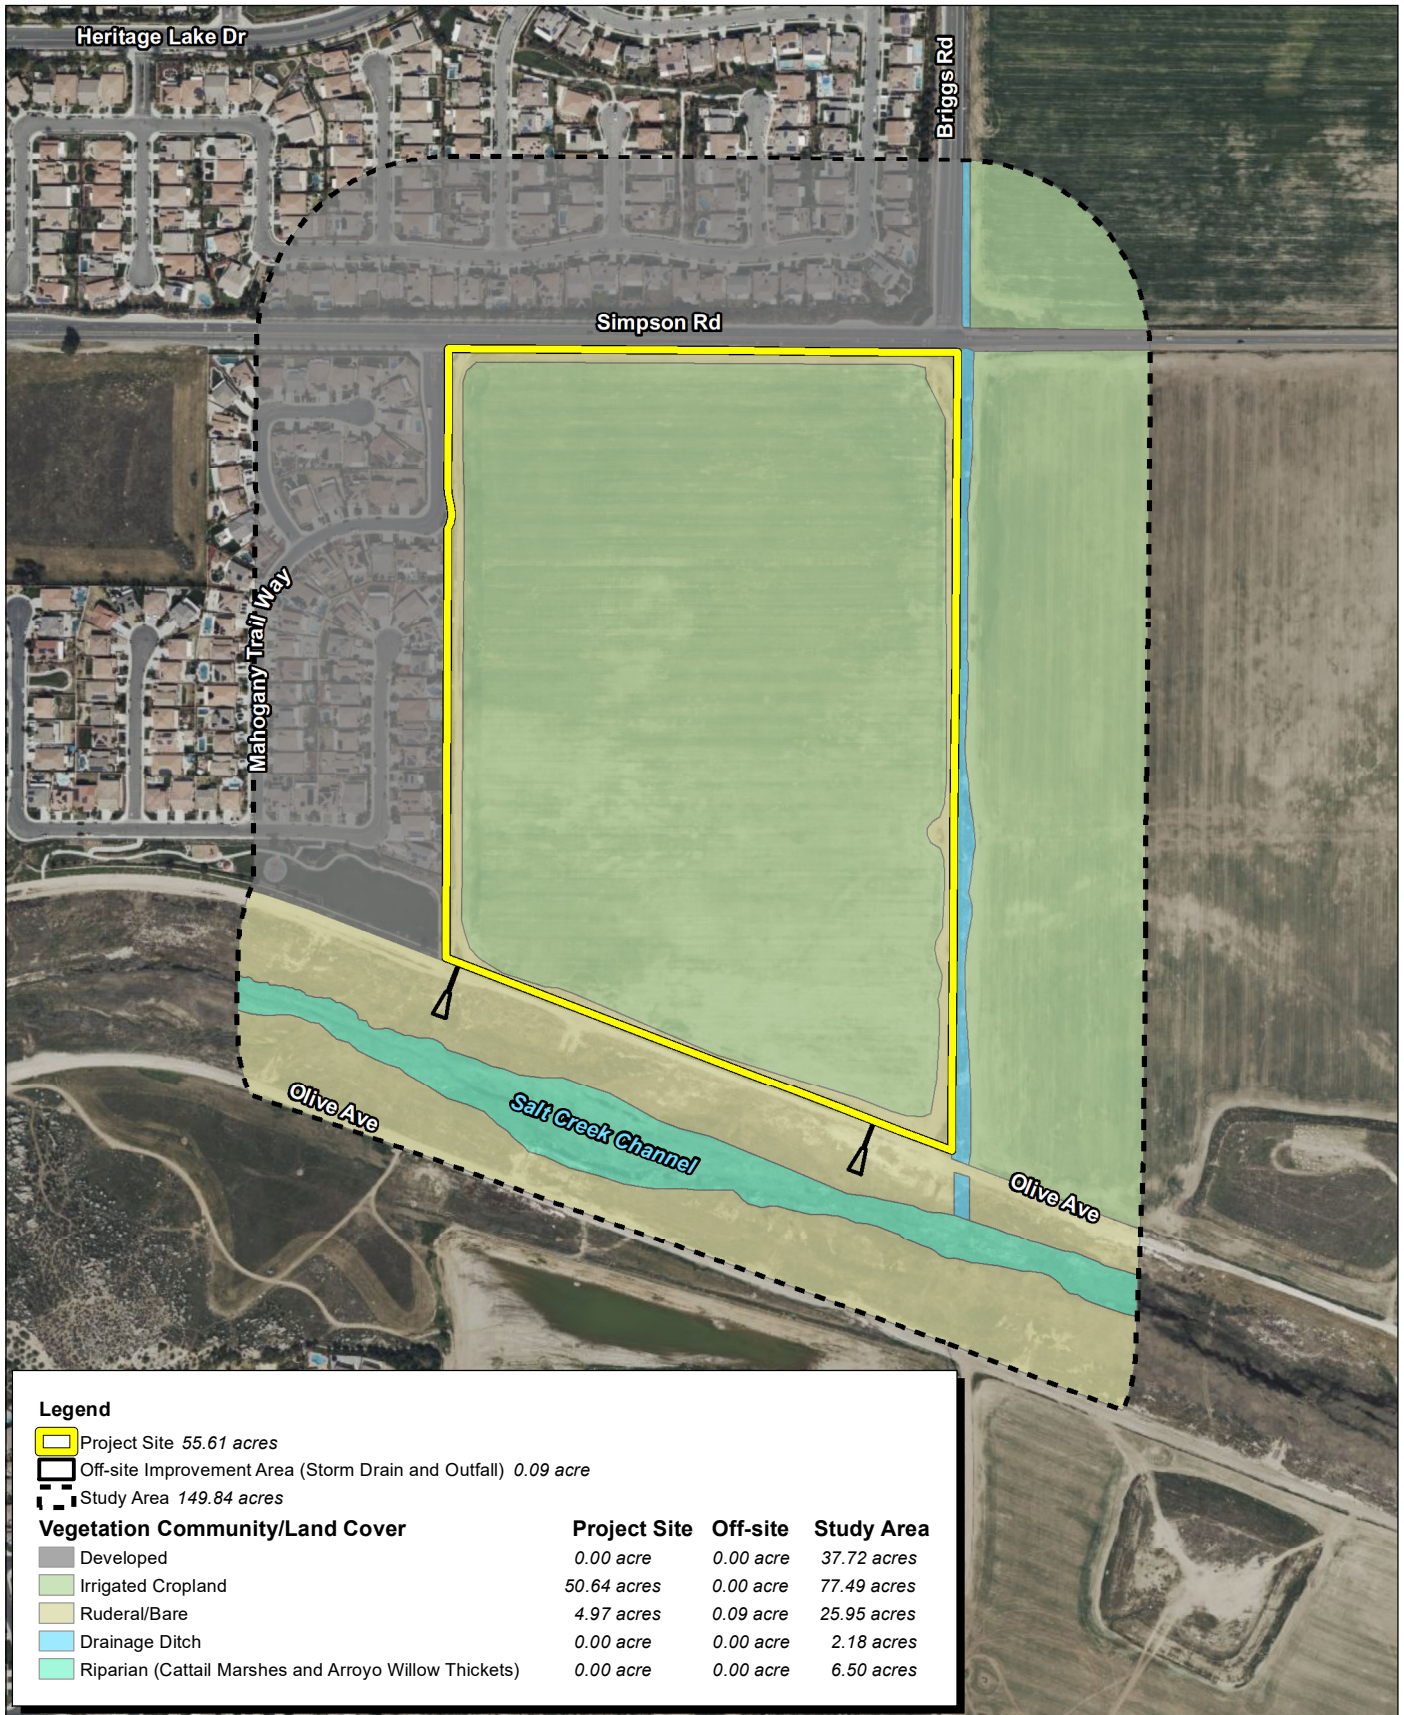 Heritage Lake Dr
Briggs Rd
Simpson Rd
Mahogany Trail Way
Olive Ave
Salt Creek Channel
Olive Ave
Legend
Project Site 55.61 acres
Off-site Improvement Area (Storm Drain and Outfall) 0.09 acre
Study Area 149.84 acres
Vegetation Community/Land Cover Project Site Off-site Study Area
Developed 0.00 acre 0.00 acre 37.72 acres
Irrigated Cropland 50.64 acres 0.00 acre 77.49 acres
Ruderal/Bare 4.97 acres 0.09 acre 25.95 acres
Drainage Ditch 0.00 acre 0.00 acre 2.18 acres
Riparian (Cattail Marshes and Arroyo Willow Thickets) 0.00 acre 0.00 acre 6.50 acres